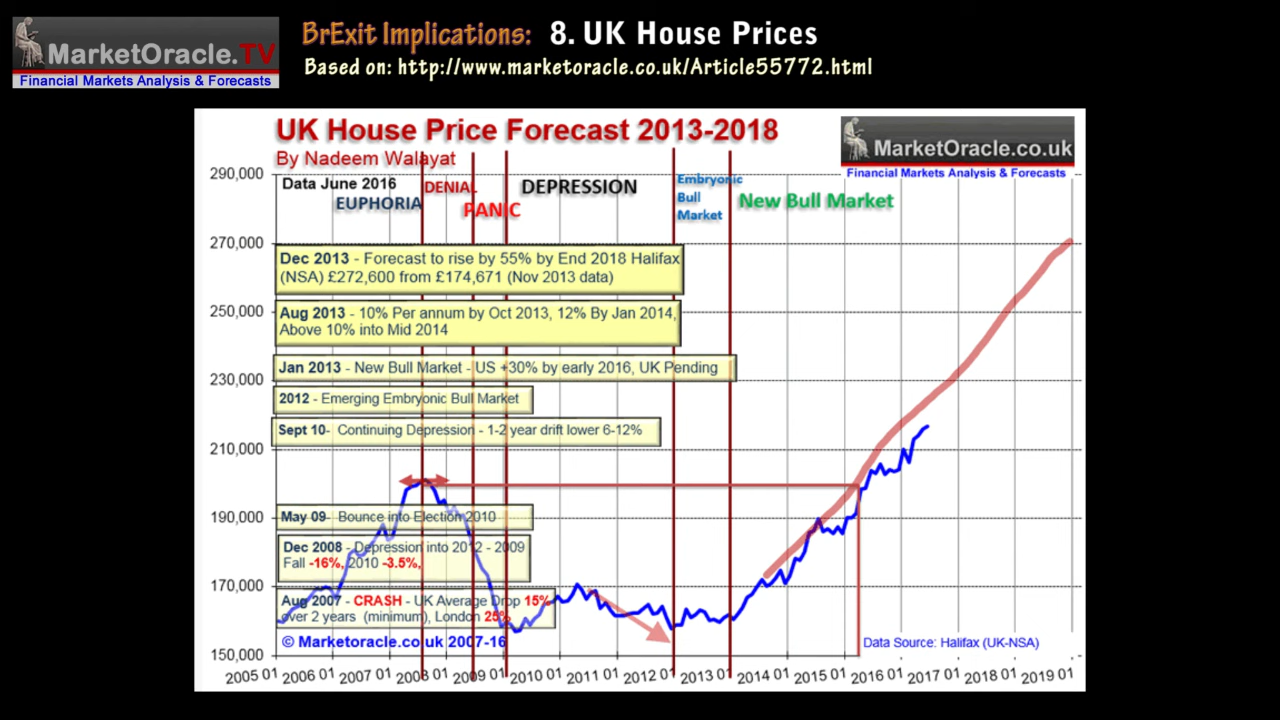 MarketOracle.TV
Financial Markets Analysis & Forecasts
BrExit Implications: 8. UK House Prices
Based on: http://www.marketoracle.co.uk/Article55772.html
UK House Price Forecast 2013-2018
By Nadeem Walayat
MarketOracle.co.uk
Financial Markets Analysis & Forecasts
290,000
270,000
250,000
230,000
210,000
190,000
170,000
150,000
Data June 2016
EUPHORIA
DENIAL
PANIC
DEPRESSION
Embryonic
Bull
Market
New Bull Market
Dec 2013 - Forecast to rise by 55% by End 2018 Halifax
(NSA) £272,600 from £174,671 (Nov 2013 data)
Aug 2013 - 10% Per annum by Oct 2013, 12% By Jan 2014,
Above 10% into Mid 2014
Jan 2013 - New Bull Market - US +30% by early 2016, UK Pending
2012 - Emerging Embryonic Bull Market
Sept 10- Continuing Depression - 1-2 year drift lower 6-12%
May 09- Bounce into Election 2010
Dec 2008 - Depression into 2012 - 2009
Fall -16%, 2010 -3.5%,
Aug 2007 - CRASH - UK Average Drop 15%
over 2 years (minimum), London 25%
© Marketoracle.co.uk 2007-16
Data Source: Halifax (UK-NSA)
2005 01 2006 01 2007 01 2008 01 2009 01 2010 01 2011 01 2012 01 2013 01 2014 01 2015 01 2016 01 2017 01 2018 01 2019 01